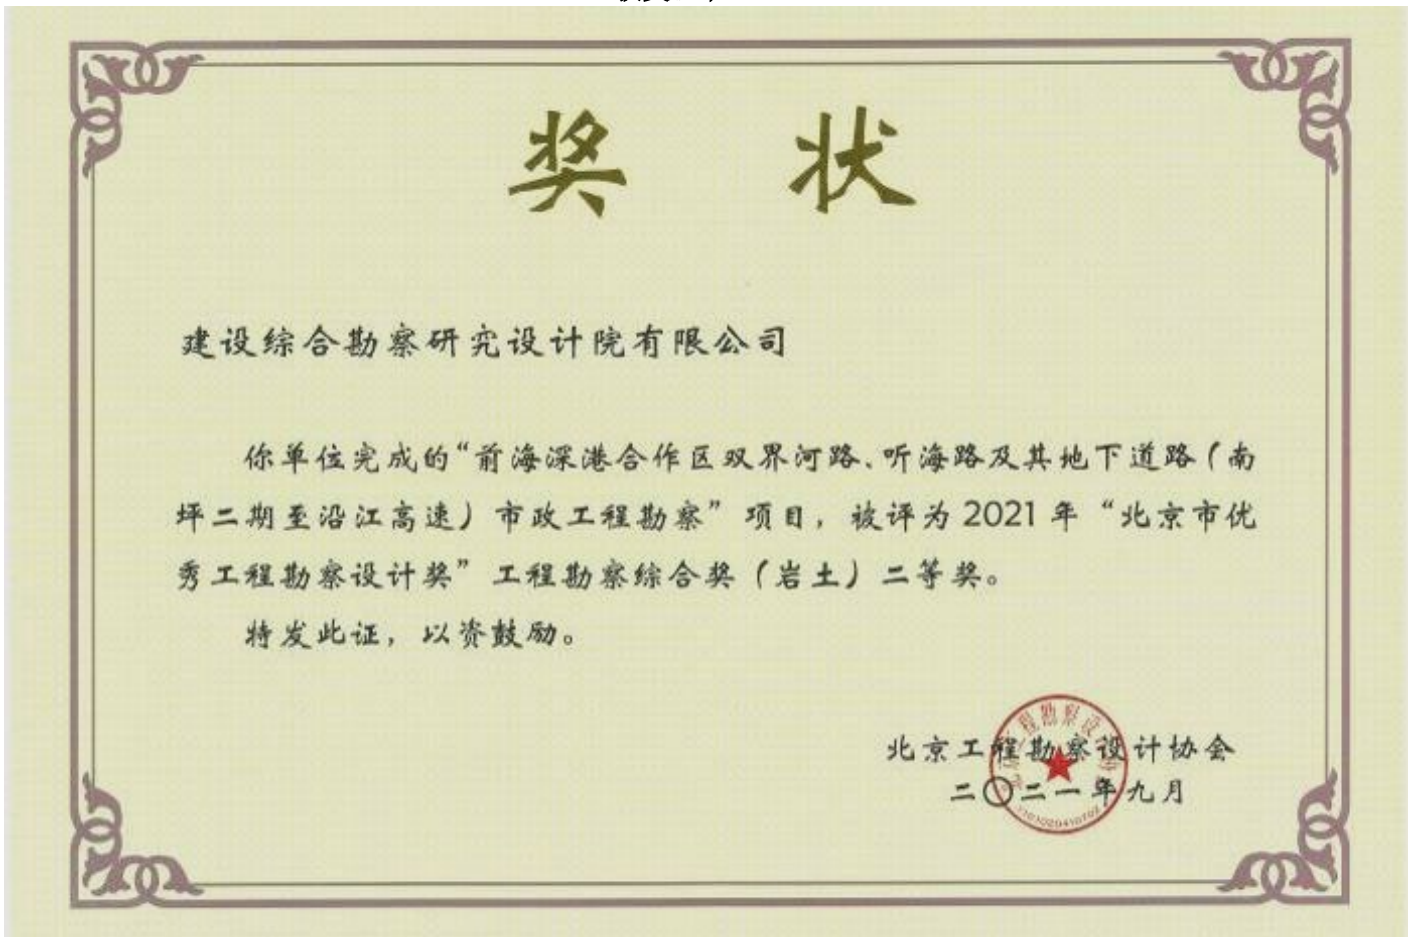 奖 状
建设综合勘察研究设计院有限公司
你单位完成的“前海深港合作区双界河路、听海路及其地下道路(南
坪二期至沿江高速)市政工程勘察”项目，被评为2021年“北京市优
秀工程勘察设计奖”工程勘察综合奖(岩土)二等奖。
特发此证，以资鼓励。
北京工程勘察设计协会
二〇二一年九月